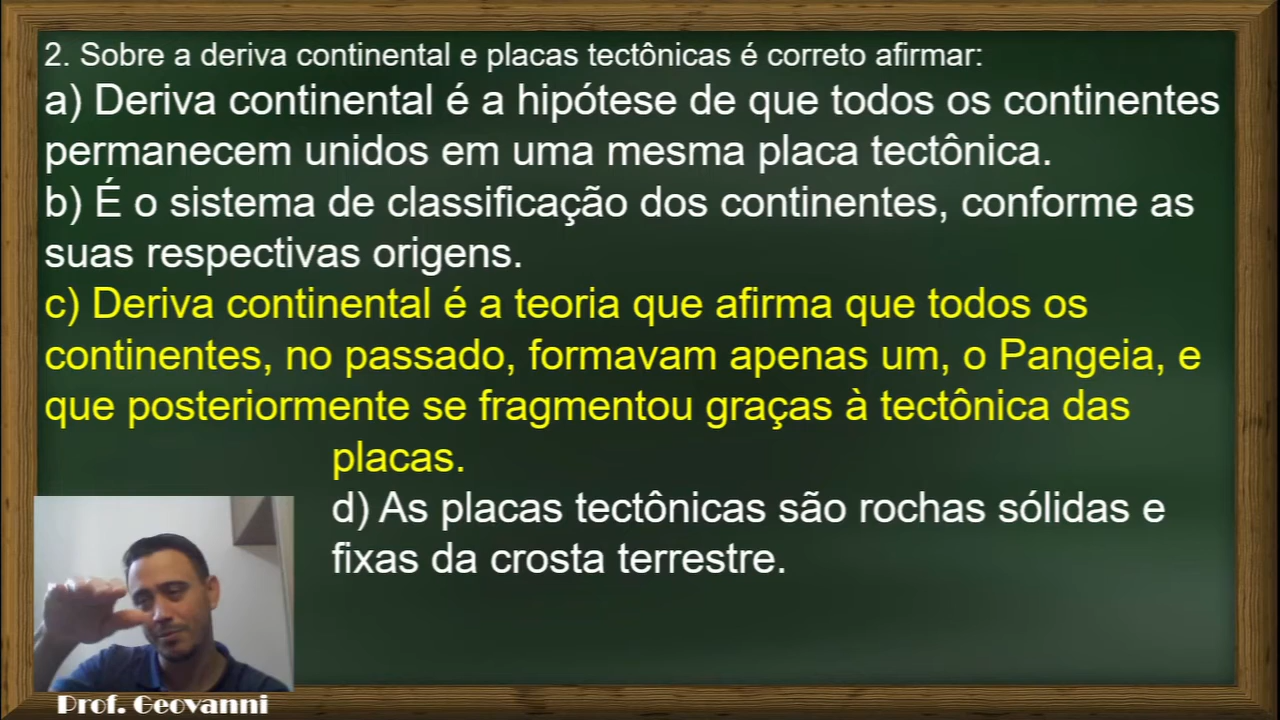 2. Sobre a deriva continental e placas tectônicas é correto afirmar:
a) Deriva continental é a hipótese de que todos os continentes
permanecem unidos em uma mesma placa tectônica.
b) É o sistema de classificação dos continentes, conforme as
suas respectivas origens.
c) Deriva continental é a teoria que afirma que todos os
continentes, no passado, formavam apenas um, o Pangeia, e
que posteriormente se fragmentou graças à tectônica das
placas.
d) As placas tectônicas são rochas sólidas e
fixas da crosta terrestre.
Prof. Geovanni